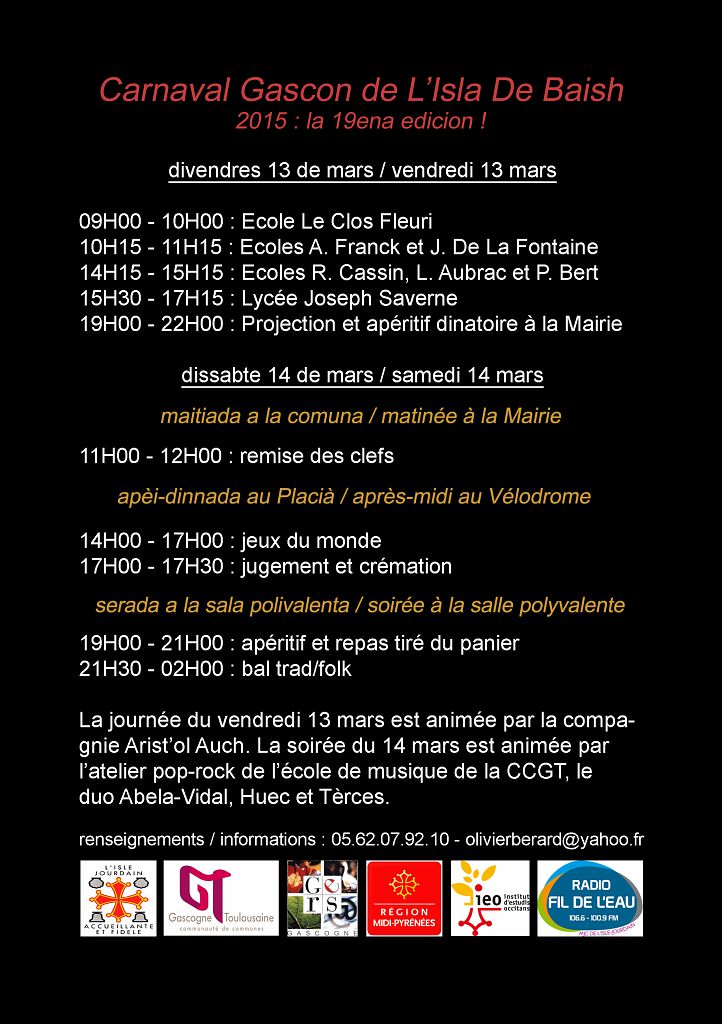 Carnaval Gascon de L'Isla De Baish
2015 : la 19ena edicion !
divendres 13 de mars / vendredi 13 mars
09H00 - 10H00 : Ecole Le Clos Fleuri
10H15 - 11H15 : Ecoles A. Franck et J. De La Fontaine
14H15 - 15H15 : Ecoles R. Cassin, L. Aubrac et P. Bert
15H30 - 17H15 : Lycée Joseph Saverne
19H00 - 22H00 : Projection et apéritif dinatoire à la Mairie
dissabte 14 de mars / samedi 14 mars
maitiada a la comuna / matinée à la Mairie
11H00 - 12H00 : remise des clefs
apèi-dinnada au Placià / après-midi au Vélodrome
14H00 - 17H00 : jeux du monde
17H00 - 17H30 : jugement et crémation
serada a la sala polivalenta / soirée à la salle polyvalente
19H00 - 21H00 : apéritif et repas tiré du panier
21H30 - 02H00 : bal trad/folk
La journée du vendredi 13 mars est animée par la compa-
gnie Arist'ol Auch. La soirée du 14 mars est animée par
l'atelier pop-rock de l'école de musique de la CCGT, le
duo Abela-Vidal, Huec et Tèrces.
renseignements / informations : 05.62.07.92.10 - olivierberard@yahoo.fr
L'ISLE
JOURDAIN
ACCUEILLANTE
ET FIDÈLE
GT
Gascogne Toulousaine
communauté de communes
Gers
GASCOGNE
RÉGION
MIDI-PYRÉNÉES
ieo Institut
d'estudis
occitans
RADIO
FIL DE L'EAU
106.6 - 100.9 FM
MJC DE L'ISLE-JOURDAIN